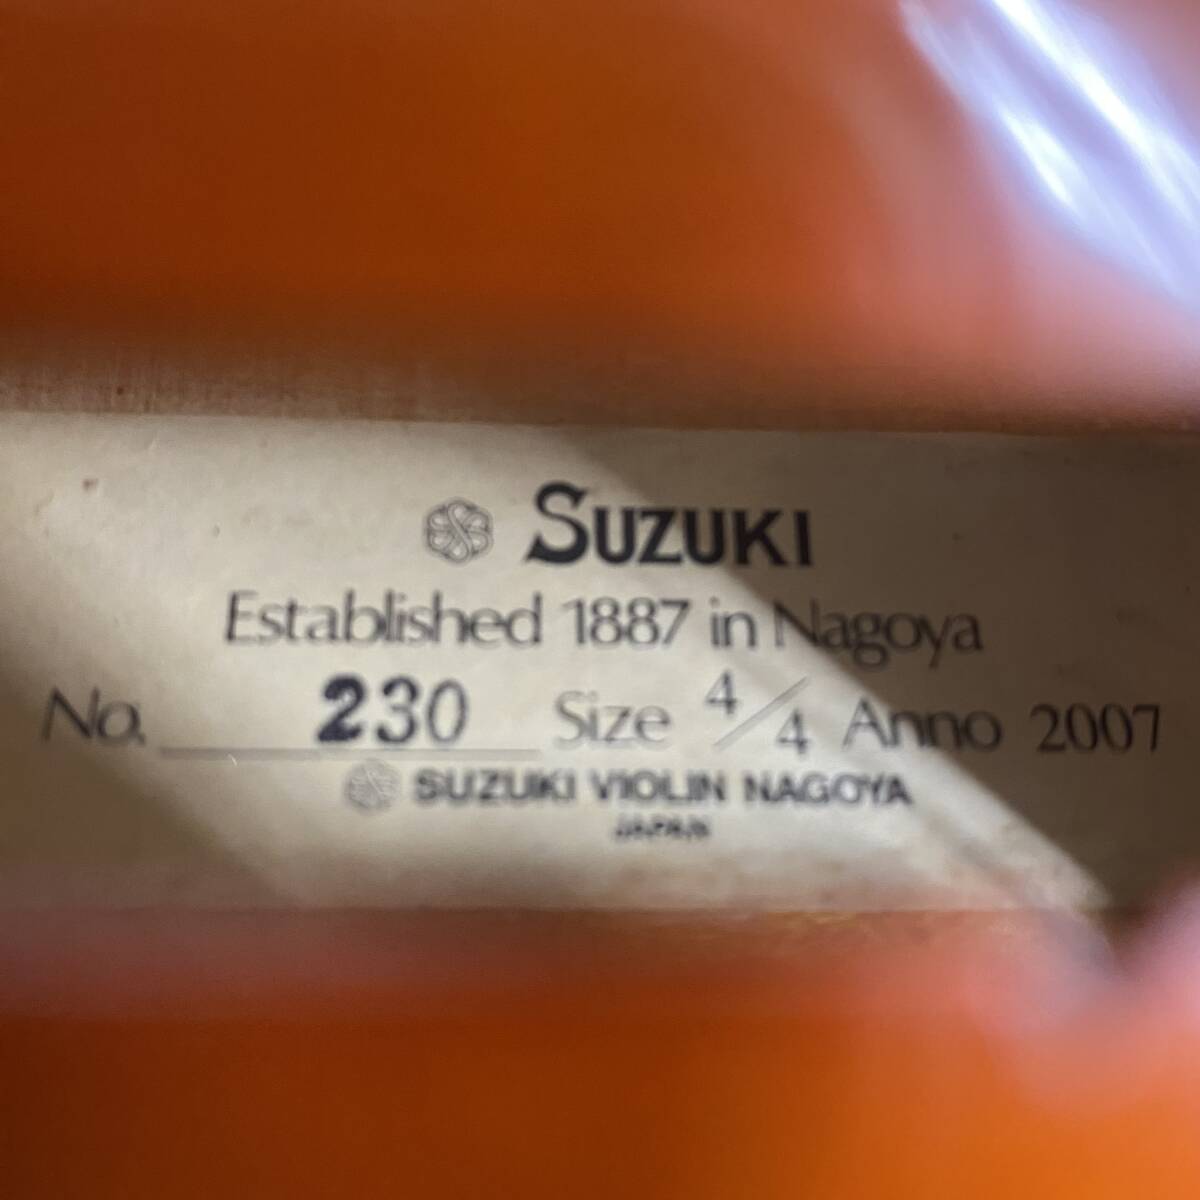 SUZUKI
Established 1887 in Nagoya
No. 230 Size 4/4 Anno 2007
SUZUKI VIOLIN NAGOYA
JAPAN